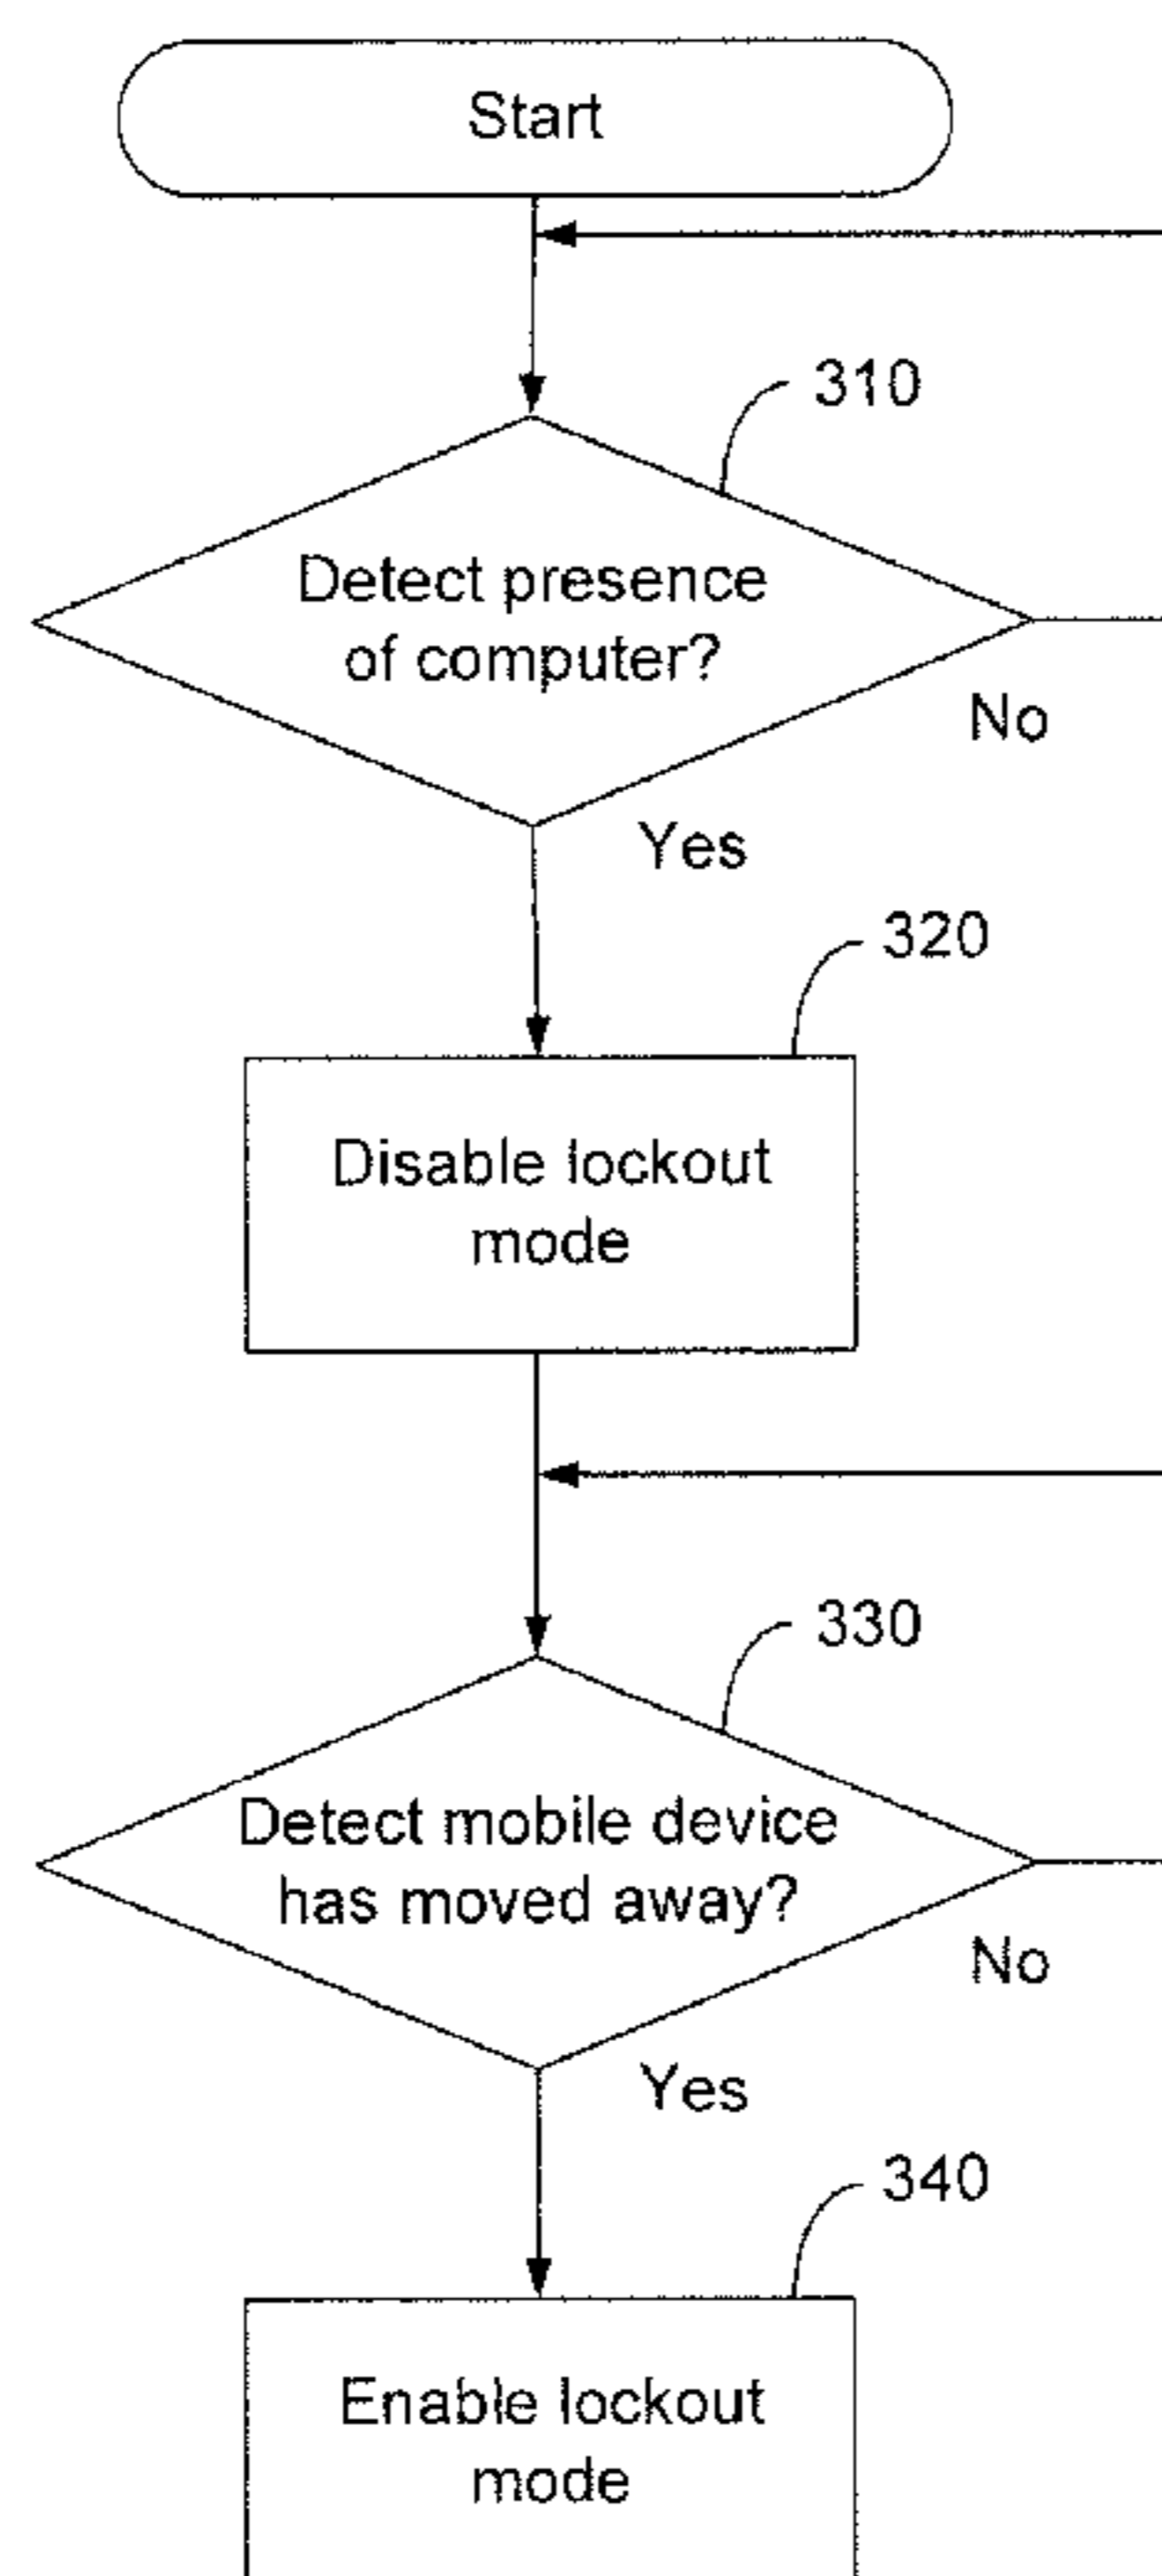 Start
310
Detect presence
of computer?
No
Yes
320
Disable lockout
mode
330
Detect mobile device
has moved away?
No
Yes
340
Enable lockout
mode